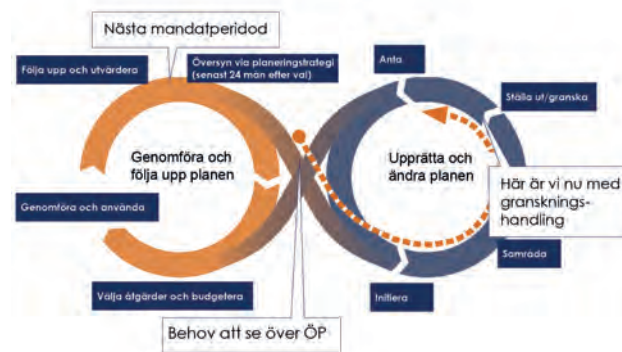 Nästa mandatperidod
Följa upp och utvärdera
Översyn via planeringstrategi
(senast 24 mån efter val)
Anta
Ställa ut/granska
Genomföra och
följa upp planen
Upprätta och
ändra planen
Här är vi nu med
gransknings-
handling
Genomföra och använda
Samråda
Välja åtgärder och budgetera
Initiera
Behov att se över ÖP